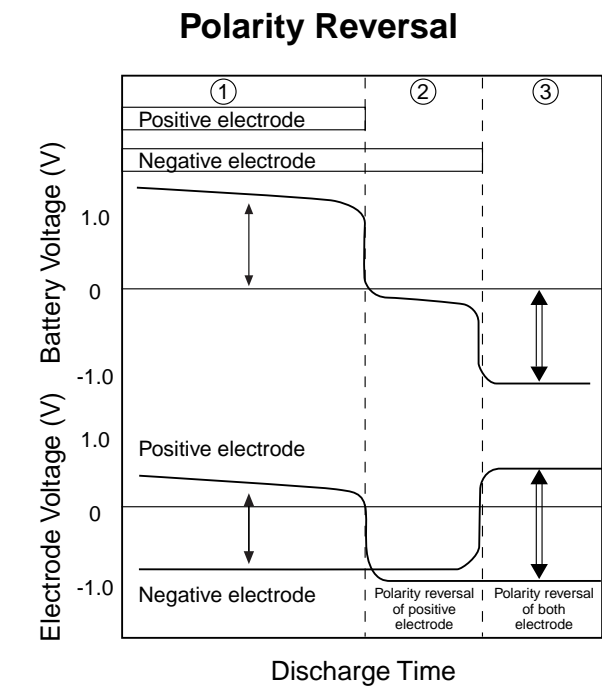 Polarity Reversal
① ② ③
Positive electrode
Negative electrode
Battery Voltage (V)
1.0
0
-1.0
Electrode Voltage (V)
1.0
0
-1.0
Positive electrode
Negative electrode
Polarity reversal
of positive
electrode
Polarity reversal
of both
electrode
Discharge Time